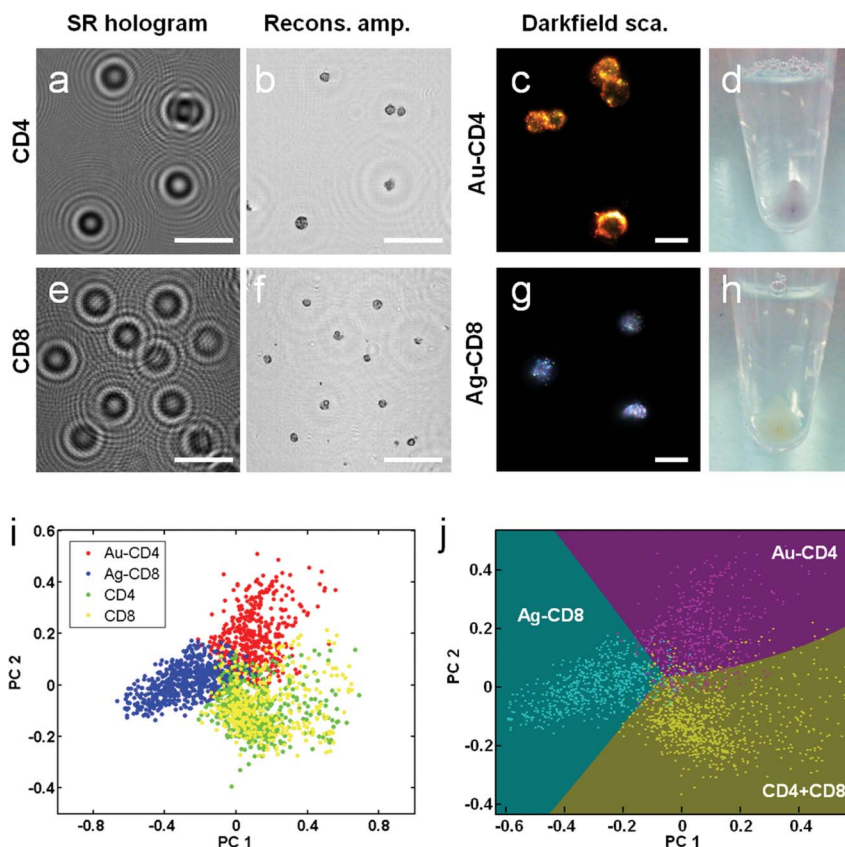 SR hologram Recons. amp. Darkfield sca.
CD4
a b
Au-CD4
c d
CD8
e f
Ag-CD8
g h
i
0.6
0.4
0.2
0
-0.2
-0.4
PC 2
Au-CD4
Ag-CD8
CD4
CD8
-0.8 -0.4 0 0.4 0.8
PC 1
j
0.4
0.2
0
-0.2
-0.4
PC 2
Au-CD4
Ag-CD8
CD4+CD8
-0.6 -0.4 -0.2 0 0.2 0.4
PC 1